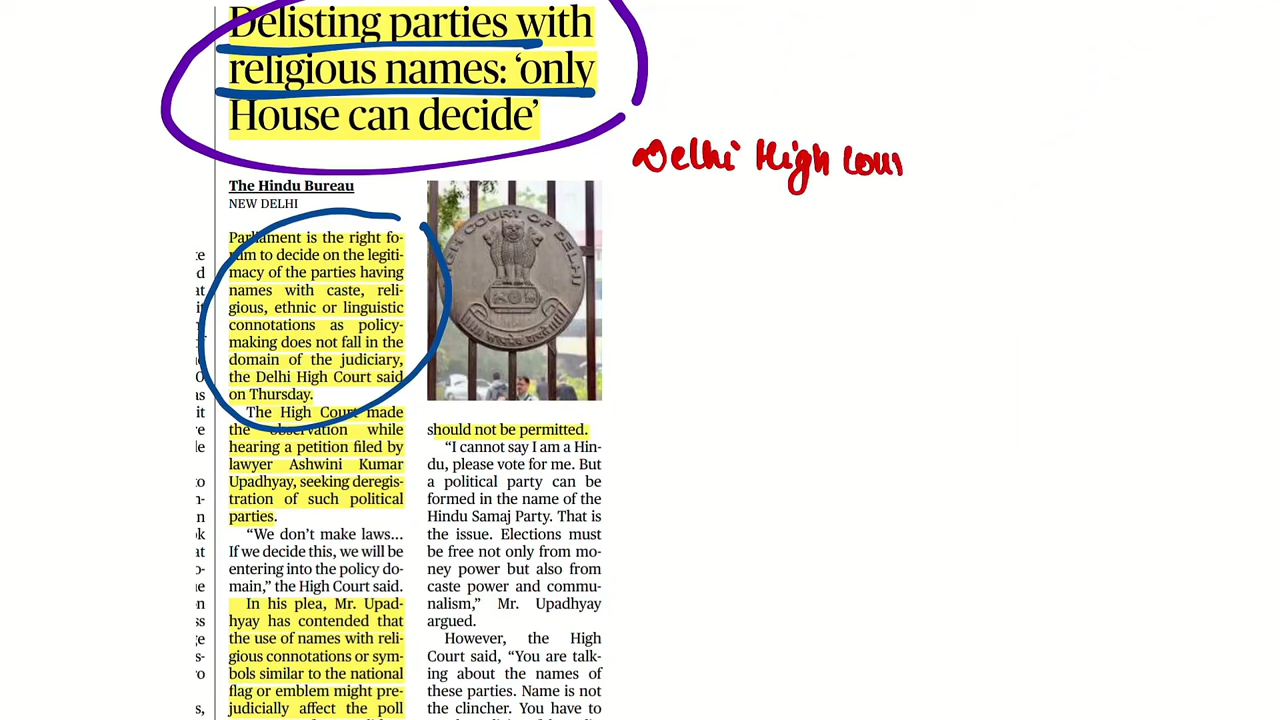 Delisting parties with
religious names: ‘only
House can decide’
Delhi High Cour
The Hindu Bureau
NEW DELHI
Parliament is the right fo-
rum to decide on the legiti-
macy of the parties having
names with caste, reli-
gious, ethnic or linguistic
connotations as policy-
making does not fall in the
domain of the judiciary,
the Delhi High Court said
on Thursday.
The High Court made
the observation while
hearing a petition filed by
lawyer Ashwini Kumar
Upadhyay, seeking deregis-
tration of such political
parties.
“We don’t make laws...
If we decide this, we will be
entering into the policy do-
main,” the High Court said.
In his plea, Mr. Upad-
hyay has contended that
the use of names with reli-
gious connotations or sym-
bols similar to the national
flag or emblem might pre-
judicially affect the poll
HIGH COURT OF DELHI
should not be permitted.
“I cannot say I am a Hin-
du, please vote for me. But
a political party can be
formed in the name of the
Hindu Samaj Party. That is
the issue. Elections must
be free not only from mo-
ney power but also from
caste power and commu-
nalism,” Mr. Upadhyay
argued.
However, the High
Court said, “You are talk-
ing about the names of
these parties. Name is not
the clincher. You have to